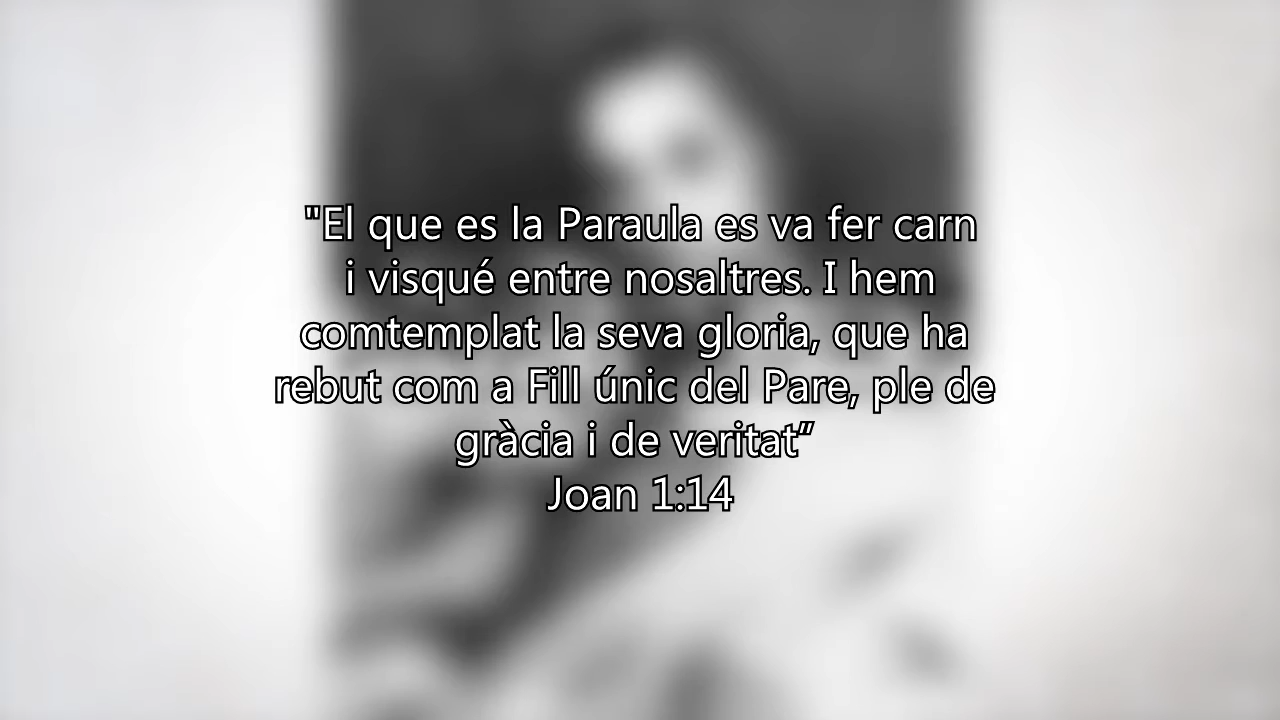 "El que es la Paraula es va fer carn
i visqué entre nosaltres. I hem
comtemplat la seva gloria, que ha
rebut com a Fill únic del Pare, ple de
gràcia i de veritat”
Joan 1:14